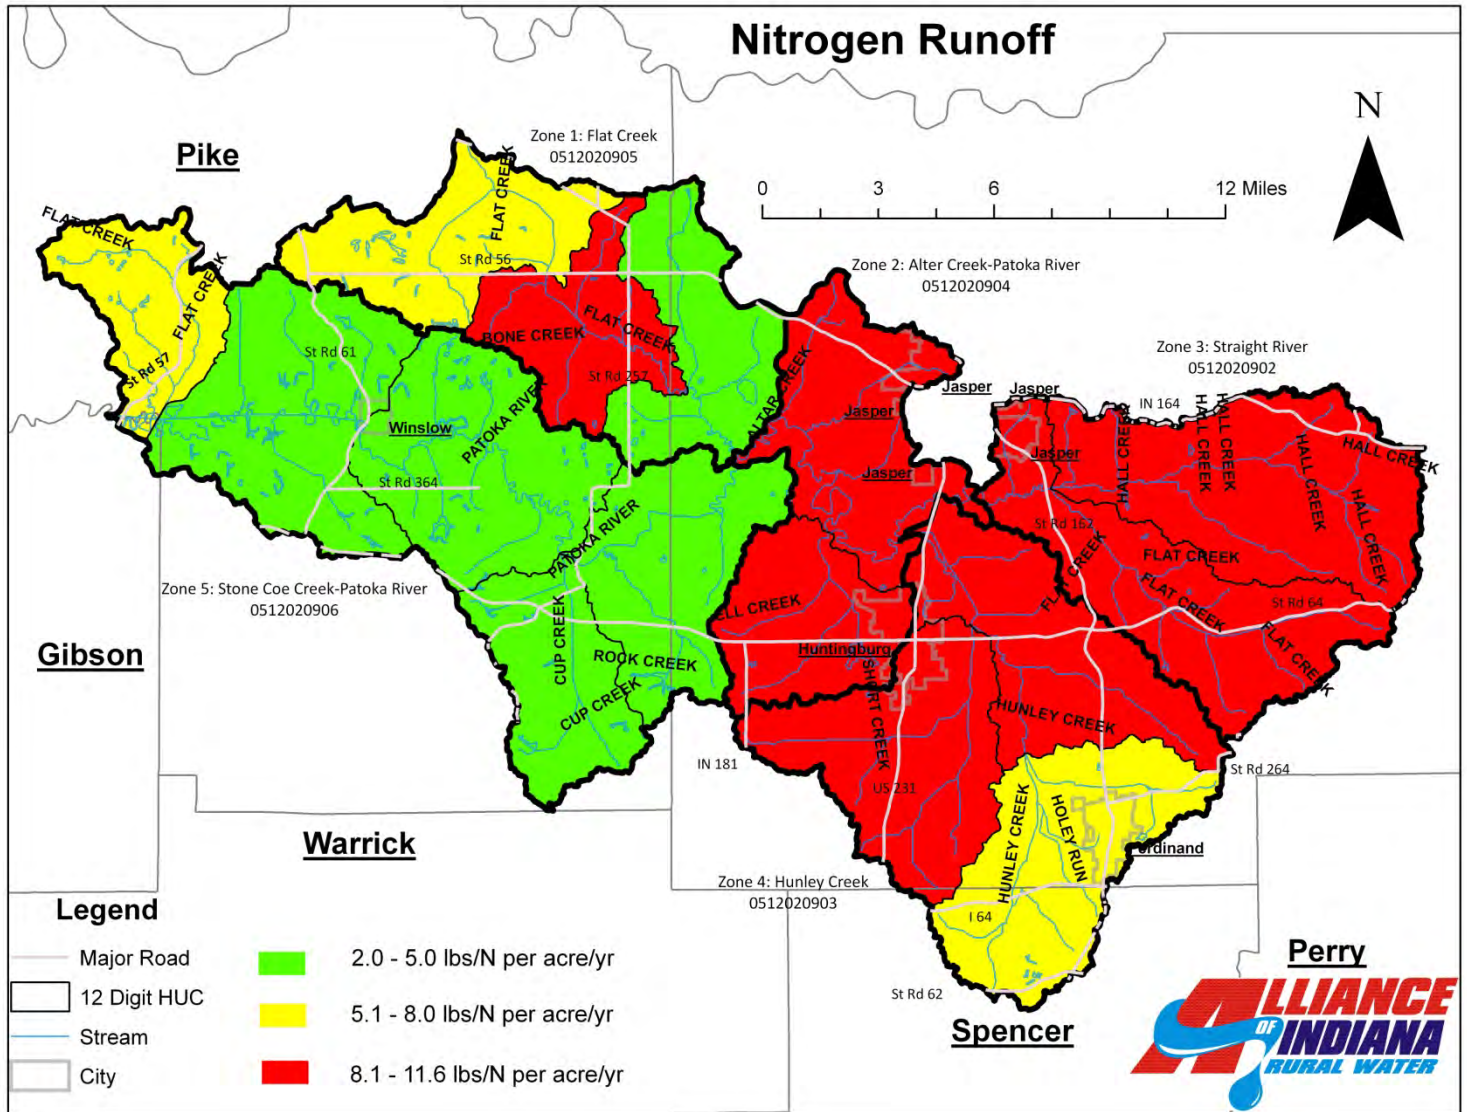 Nitrogen Runoff
N
Zone 1: Flat Creek
0512020905
Pike
0 3 6 12 Miles
FLAT CREEK
FLAT CREEK
FLAT CREEK
St Rd 56
Zone 2: Alter Creek-Patoka River
0512020904
BONE CREEK
FLAT CREEK
St Rd 57
St Rd 61
St Rd 257
Zone 3: Straight River
0512020902
Jasper
Jasper
Jasper
IN 164
ALTAR CREEK
Winslow
PATOKA RIVER
HALL CREEK
HALL CREEK
HALL CREEK
HALL CREEK
HALL CREEK
HALL CREEK
Jasper
Jasper
St Rd 364
St Rd 162
PATOKA RIVER
FLAT CREEK
FLAT CREEK
FLAT CREEK
St Rd 64
FLAT CREEK
Zone 5: Stone Coe Creek-Patoka River
0512020906
ELL CREEK
Gibson
CUP CREEK
ROCK CREEK
Huntingburg
CUP CREEK
SHORT CREEK
HUNLEY CREEK
IN 181
US 231
St Rd 264
HUNLEY CREEK
HOLEY RUN
erdinand
Warrick
Zone 4: Hunley Creek
0512020903
I 64
St Rd 62
Perry
Spencer
Legend
Major Road
12 Digit HUC
Stream
City
2.0 - 5.0 lbs/N per acre/yr
5.1 - 8.0 lbs/N per acre/yr
8.1 - 11.6 lbs/N per acre/yr
ALLIANCE
OF
INDIANA
RURAL WATER